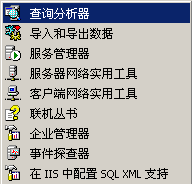 查询分析器
导入和导出数据
服务管理器
服务器网络实用工具
客户端网络实用工具
联机丛书
企业管理器
事件探查器
在 IIS 中配置 SQL XML 支持